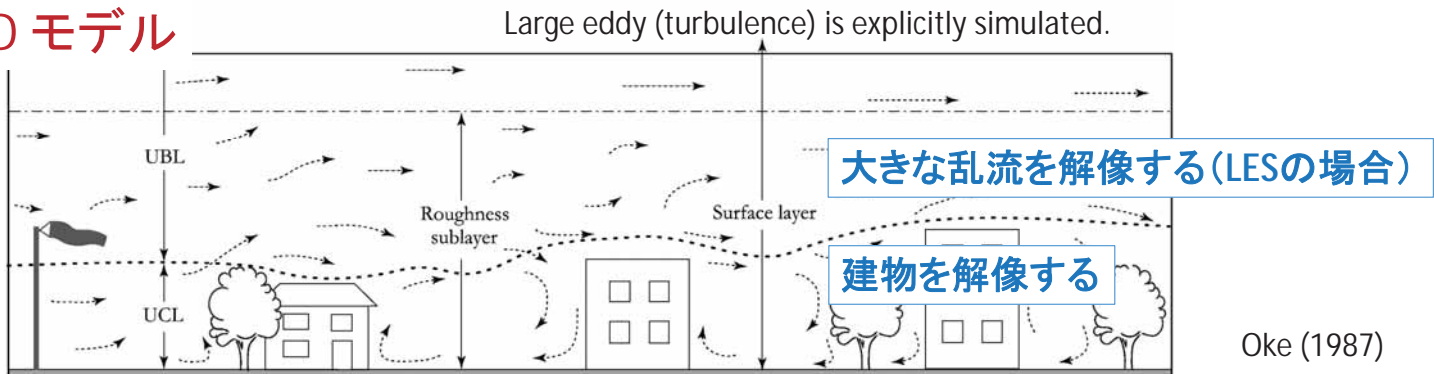 D モデル
Large eddy (turbulence) is explicitly simulated.
UBL
大きな乱流を解像する（LESの場合）
Roughness
sublayer
Surface layer
建物を解像する
UCL
Oke (1987)